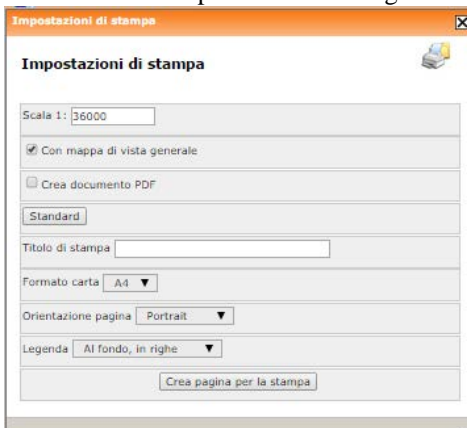 Impostazioni di stampa
Impostazioni di stampa
Scala 1: 36000
Con mappa di vista generale
Crea documento PDF
Standard
Titolo di stampa
Formato carta A4
Orientazione pagina Portrait
Legenda Al fondo, in righe
Crea pagina per la stampa